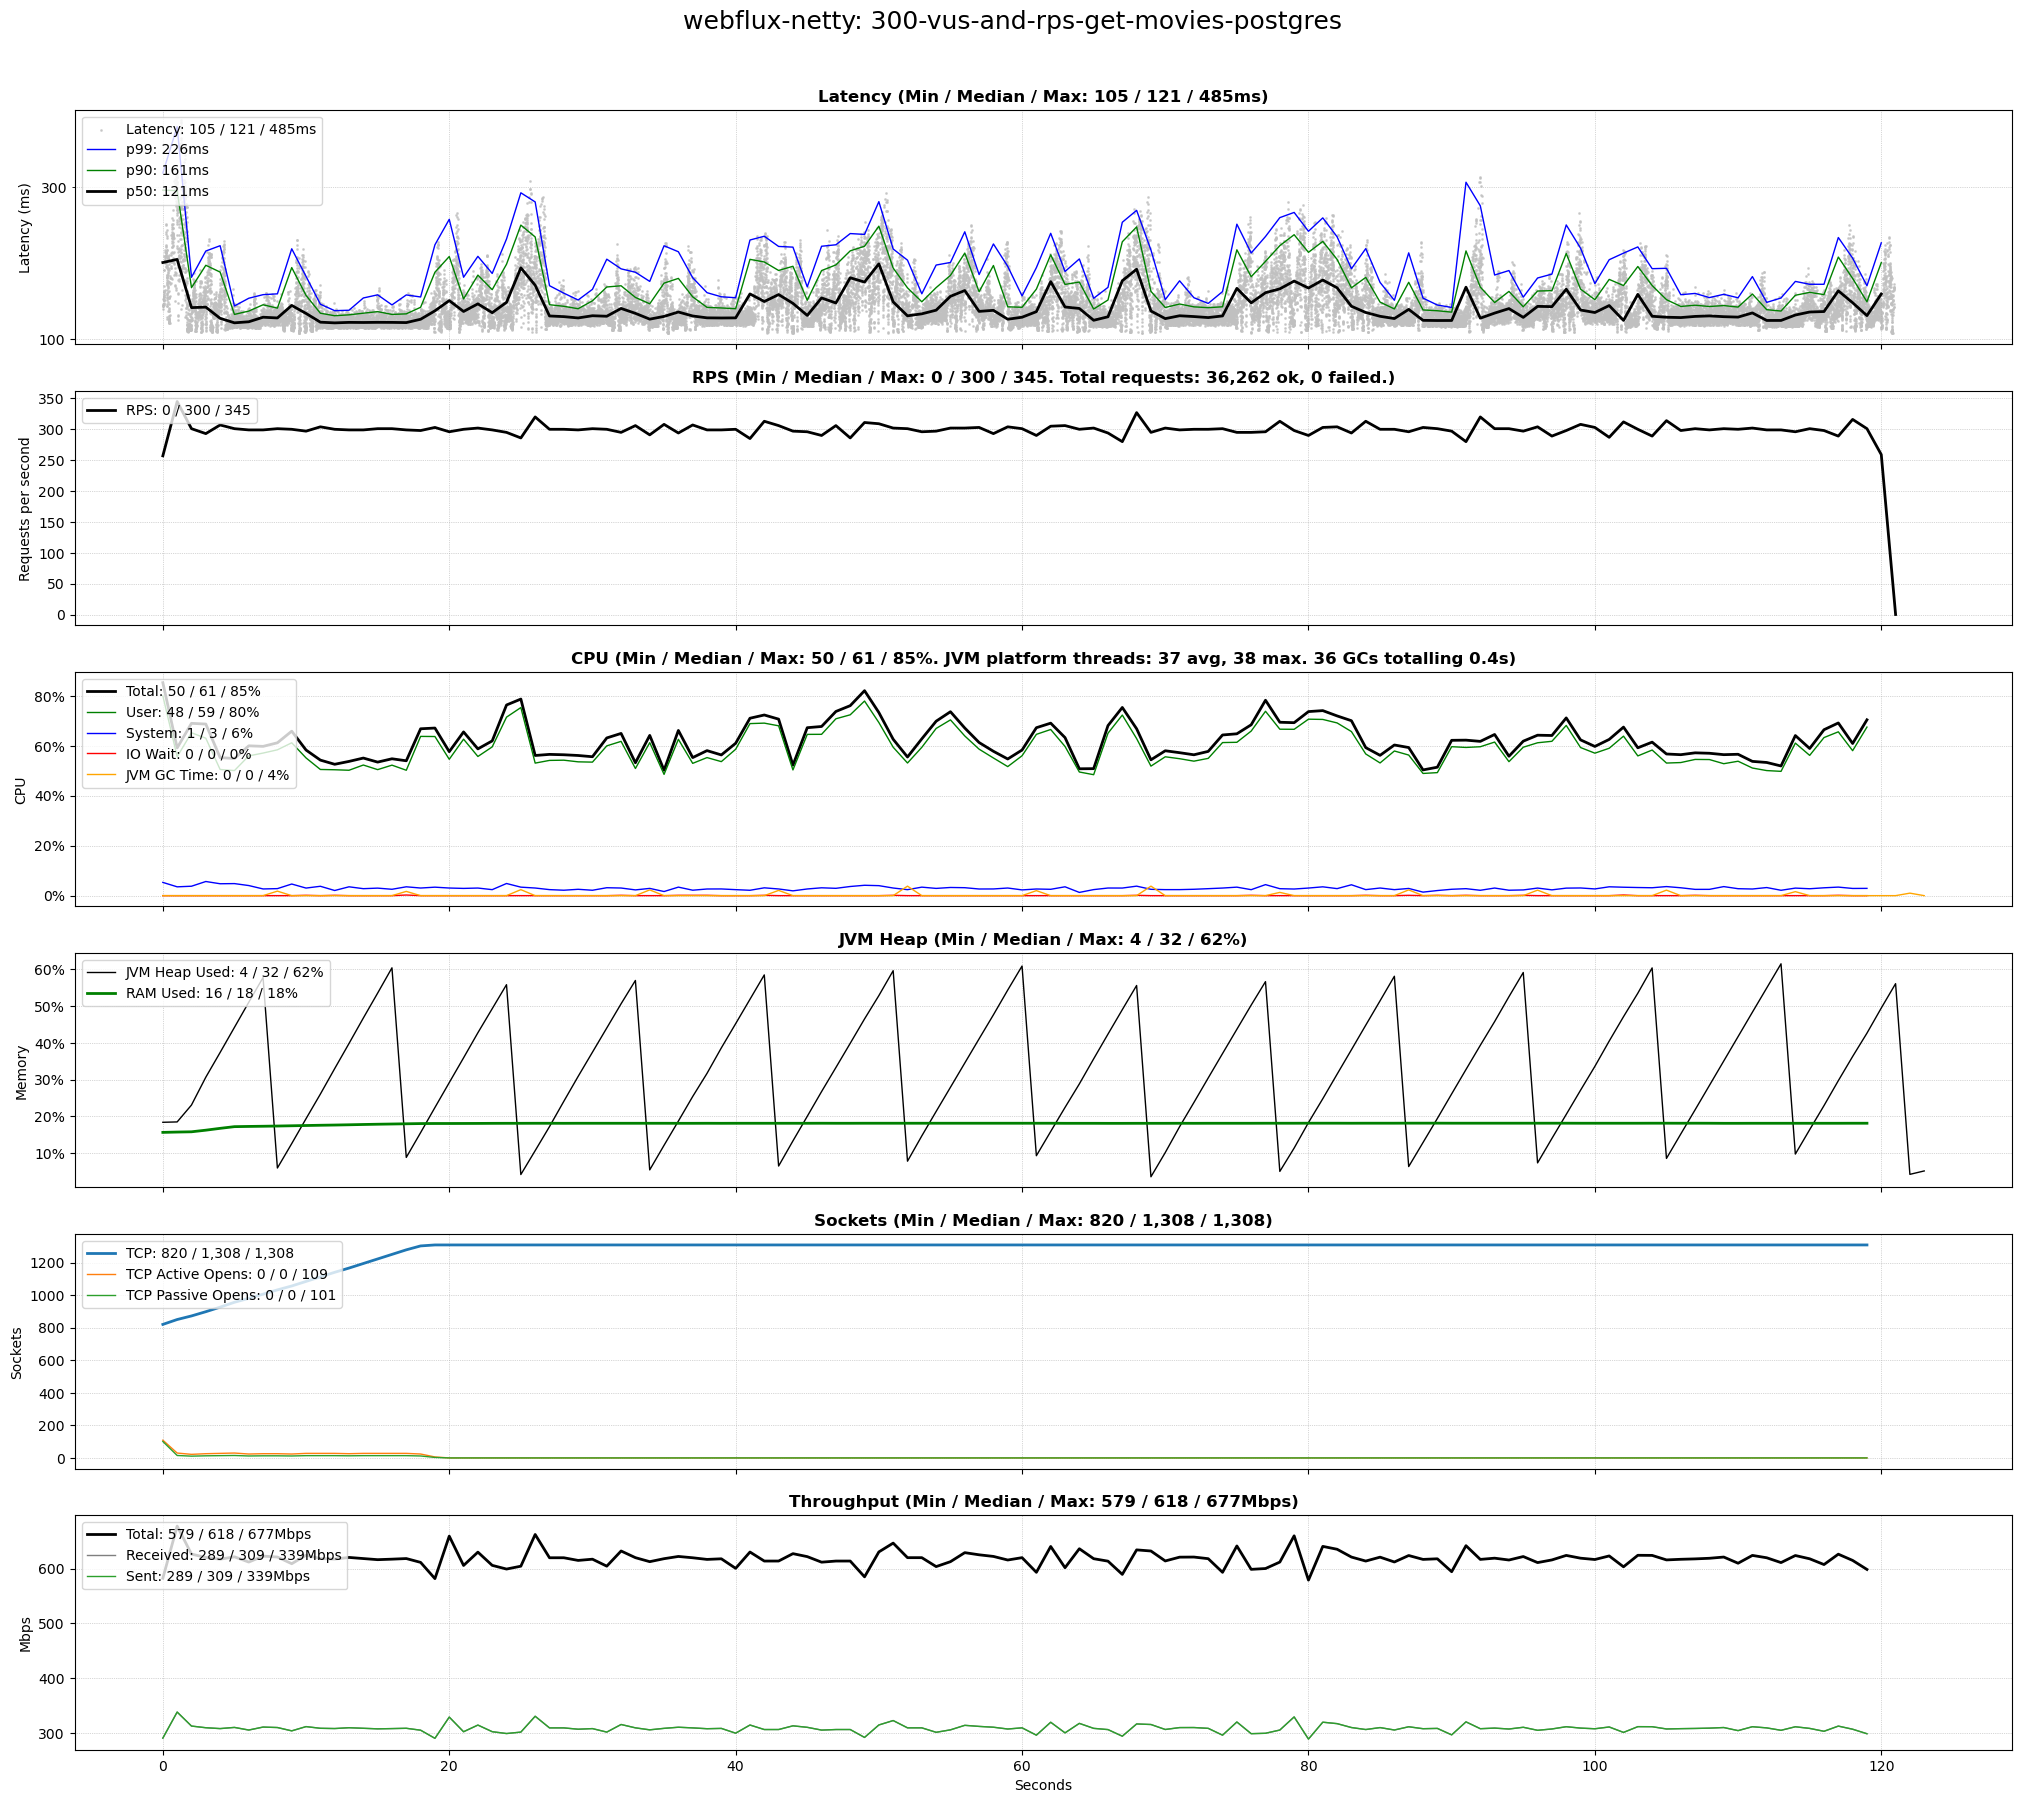 webflux-netty: 300-vus-and-rps-get-movies-postgres
Latency (Min / Median / Max: 105 / 121 / 485ms)
Latency: 105 / 121 / 485ms
p99: 226ms
p90: 161ms
p50: 121ms
Latency (ms)
300
100
RPS (Min / Median / Max: 0 / 300 / 345. Total requests: 36,262 ok, 0 failed.)
RPS: 0 / 300 / 345
Requests per second
350
300
250
200
150
100
50
0
CPU (Min / Median / Max: 50 / 61 / 85%. JVM platform threads: 37 avg, 38 max. 36 GCs totalling 0.4s)
Total: 50 / 61 / 85%
User: 48 / 59 / 80%
System: 1 / 3 / 6%
IO Wait: 0 / 0 / 0%
JVM GC Time: 0 / 0 / 4%
CPU
80%
60%
40%
20%
0%
JVM Heap (Min / Median / Max: 4 / 32 / 62%)
JVM Heap Used: 4 / 32 / 62%
RAM Used: 16 / 18 / 18%
Memory
60%
50%
40%
30%
20%
10%
Sockets (Min / Median / Max: 820 / 1,308 / 1,308)
TCP: 820 / 1,308 / 1,308
TCP Active Opens: 0 / 0 / 109
TCP Passive Opens: 0 / 0 / 101
Sockets
1200
1000
800
600
400
200
0
Throughput (Min / Median / Max: 579 / 618 / 677Mbps)
Total: 579 / 618 / 677Mbps
Received: 289 / 309 / 339Mbps
Sent: 289 / 309 / 339Mbps
Mbps
600
500
400
300
0 20 40 60 80 100 120
Seconds